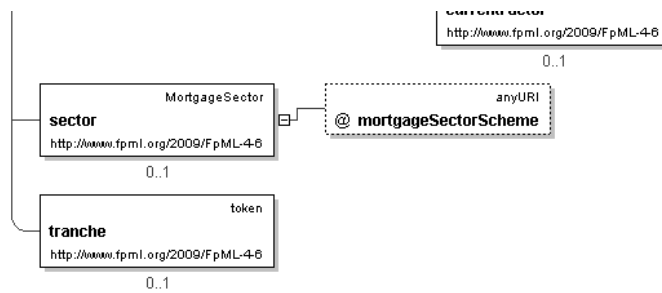 currentFactor
http://www.fpml.org/2009/FpML-4-6
0..1
MortgageSector
sector
http://www.fpml.org/2009/FpML-4-6
0..1
anyURI
@ mortgageSectorScheme
token
tranche
http://www.fpml.org/2009/FpML-4-6
0..1